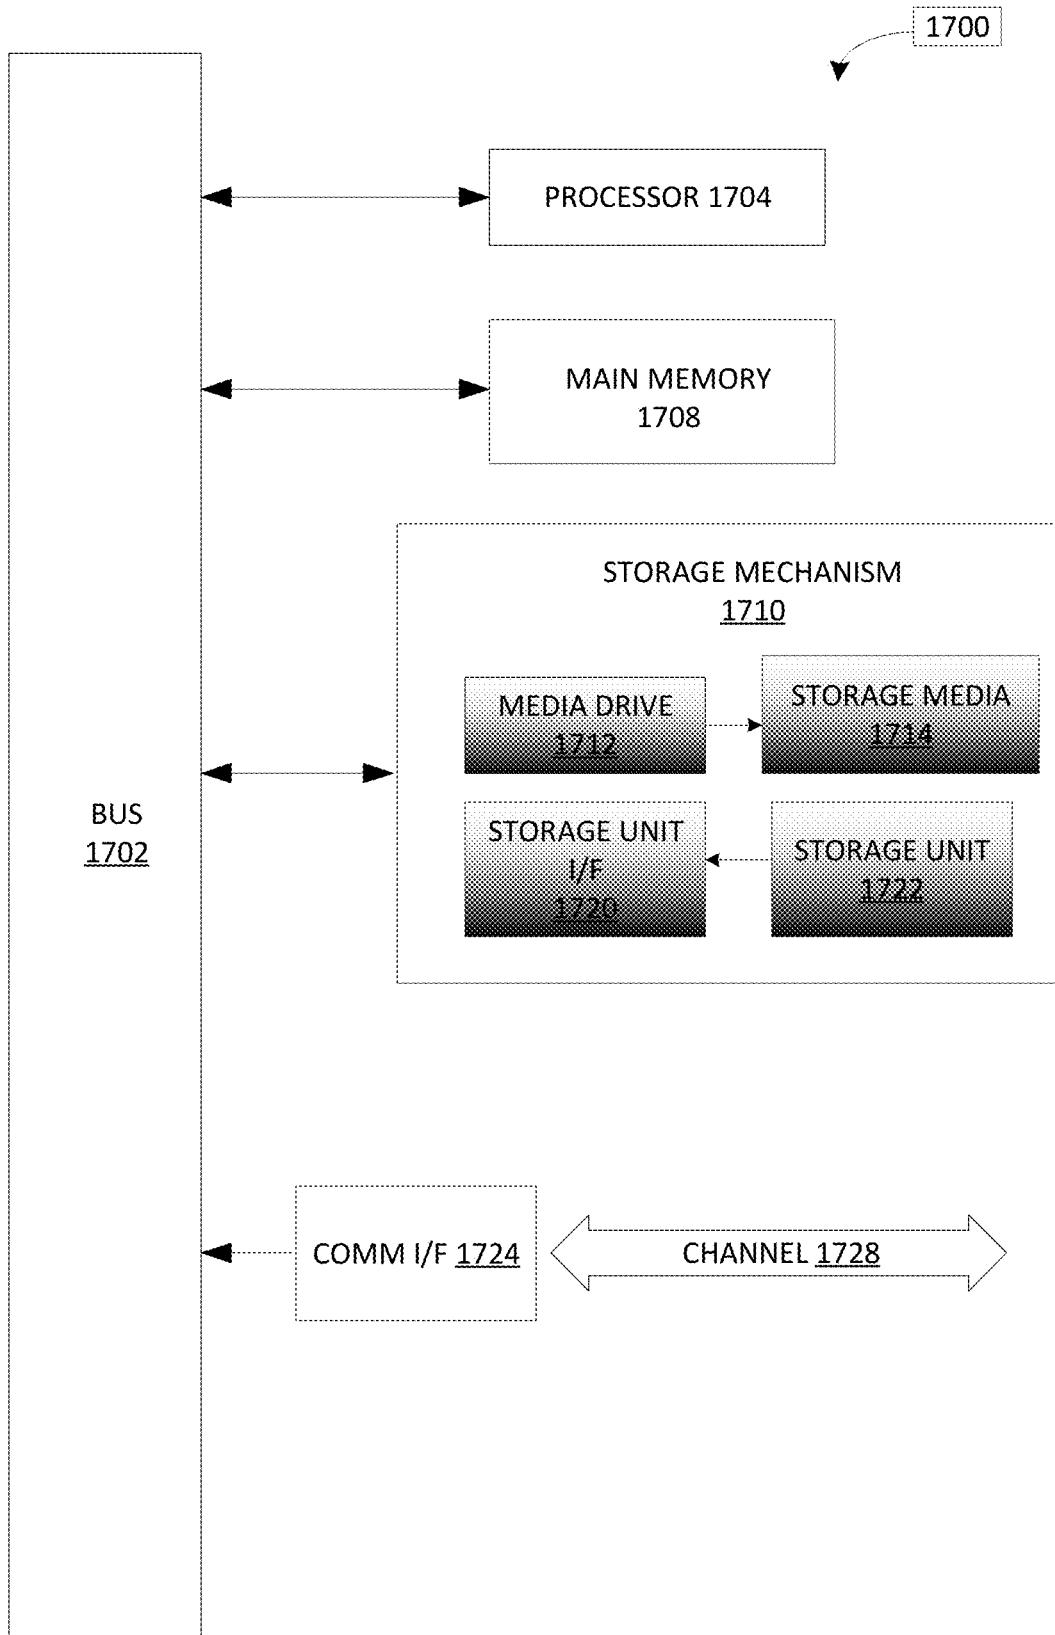 1700
PROCESSOR 1704
MAIN MEMORY
1708
STORAGE MECHANISM
1710
MEDIA DRIVE
1712
STORAGE MEDIA
1714
STORAGE UNIT
I/F
1720
STORAGE UNIT
1722
BUS
1702
COMM I/F 1724
CHANNEL 1728